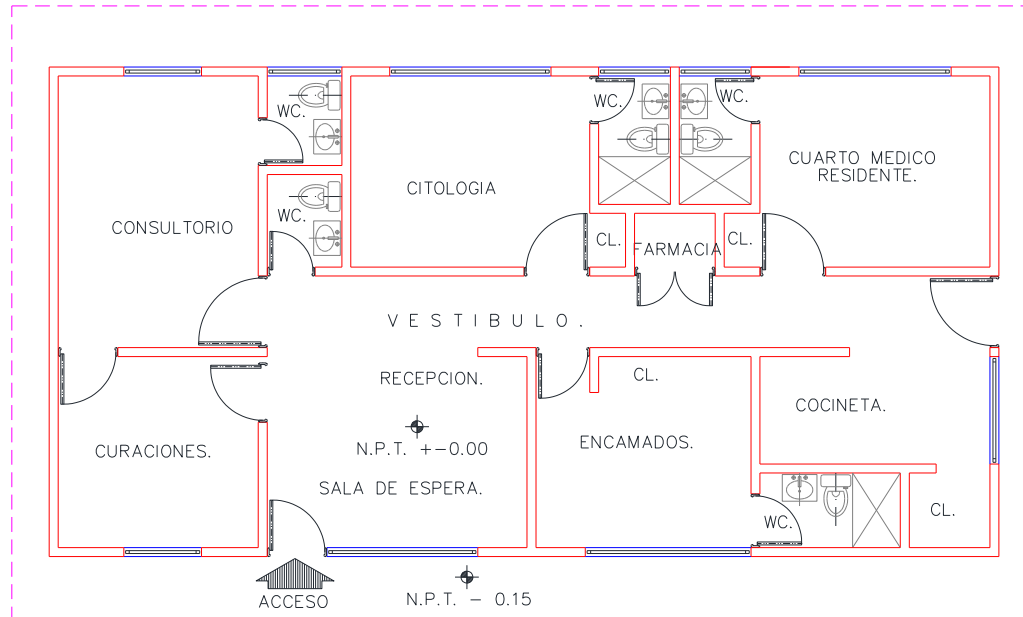 WC.
WC.
WC.
CUARTO MEDICO
RESIDENTE.
CITOLOGIA
WC.
CONSULTORIO
CL.
FARMACIA
CL.
VESTIBULO.
RECEPCION.
CL.
COCINETA.
N.P.T. +-0.00
ENCAMADOS.
CURACIONES.
SALA DE ESPERA.
CL.
WC.
ACCESO
N.P.T. - 0.15